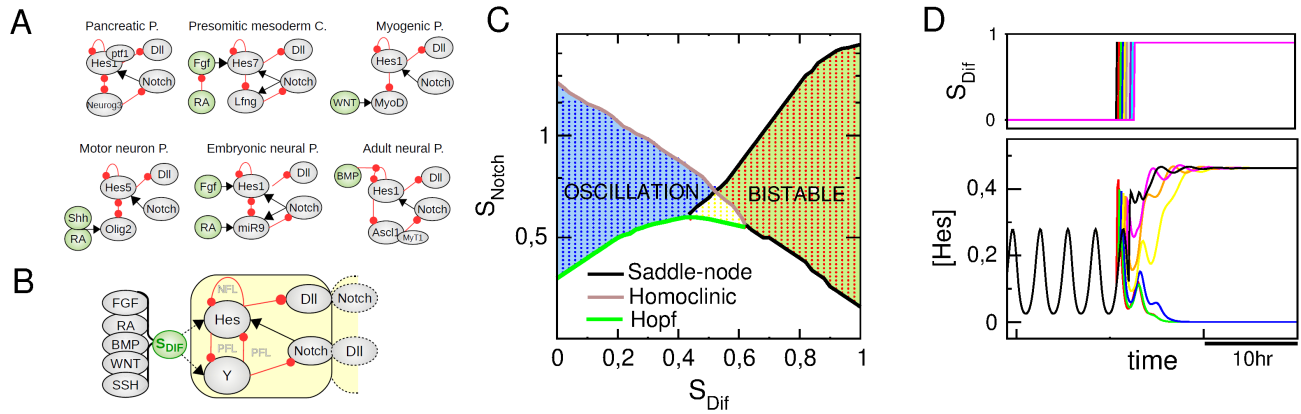 A
Pancreatic P.
ptf1
Hes1
Dll
Notch
Neurog3
Presomitic mesoderm C.
Fgf
Hes7
Dll
Notch
RA
Lfng
Myogenic P.
Hes1
Dll
Notch
WNT
MyoD
Motor neuron P.
Hes5
Dll
Notch
Shh
RA
Olig2
Embryonic neural P.
Fgf
Hes1
Dll
Notch
RA
miR9
Adult neural P.
BMP
Hes1
Dll
Notch
Ascl1
MyT1
B
FGF
RA
BMP
WNT
SSH
SDIF
NFL
Hes
Dll
Notch
PFL
PFL
Notch
Dll
Y
C
SNotch
1
0,5
OSCILLATION
BISTABLE
Saddle-node
Homoclinic
Hopf
0 0,2 0,4 0,6 0,8 1
SDif
D
SDif
1
0
[Hes]
0,4
0,2
0
time
10hr